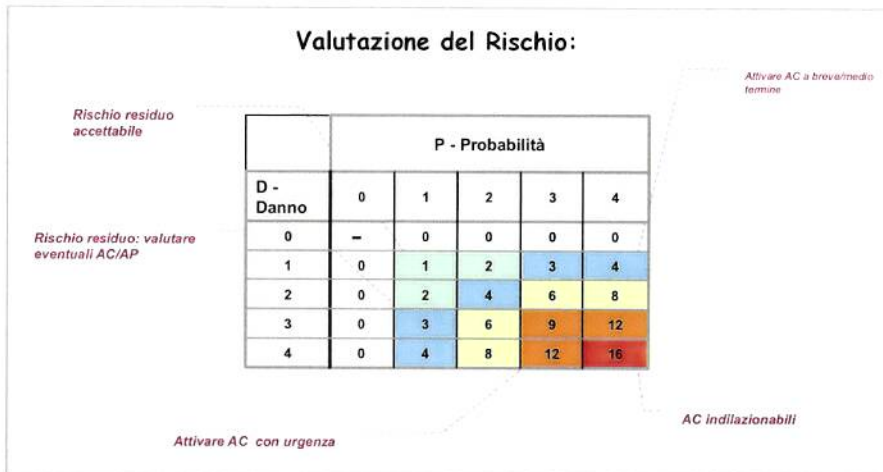 Valutazione del Rischio:
Attivare AC a breve/medio
termine
Rischio residuo
accettabile
P - Probabilità
D -
Danno
0 1 2 3 4
Rischio residuo: valutare
eventuali AC/AP
0 – 0 0 0 0
1 0 1 2 3 4
2 0 2 4 6 8
3 0 3 6 9 12
4 0 4 8 12 16
AC indilazionabili
Attivare AC con urgenza